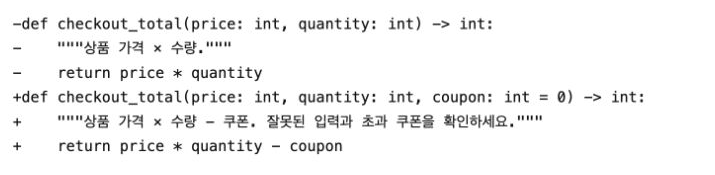 -def checkout_total(price: int, quantity: int) -> int:
-    """상품 가격 × 수량."""
-    return price * quantity
+def checkout_total(price: int, quantity: int, coupon: int = 0) -> int:
+    """상품 가격 × 수량 - 쿠폰. 잘못된 입력과 초과 쿠폰을 확인하세요."""
+    return price * quantity - coupon